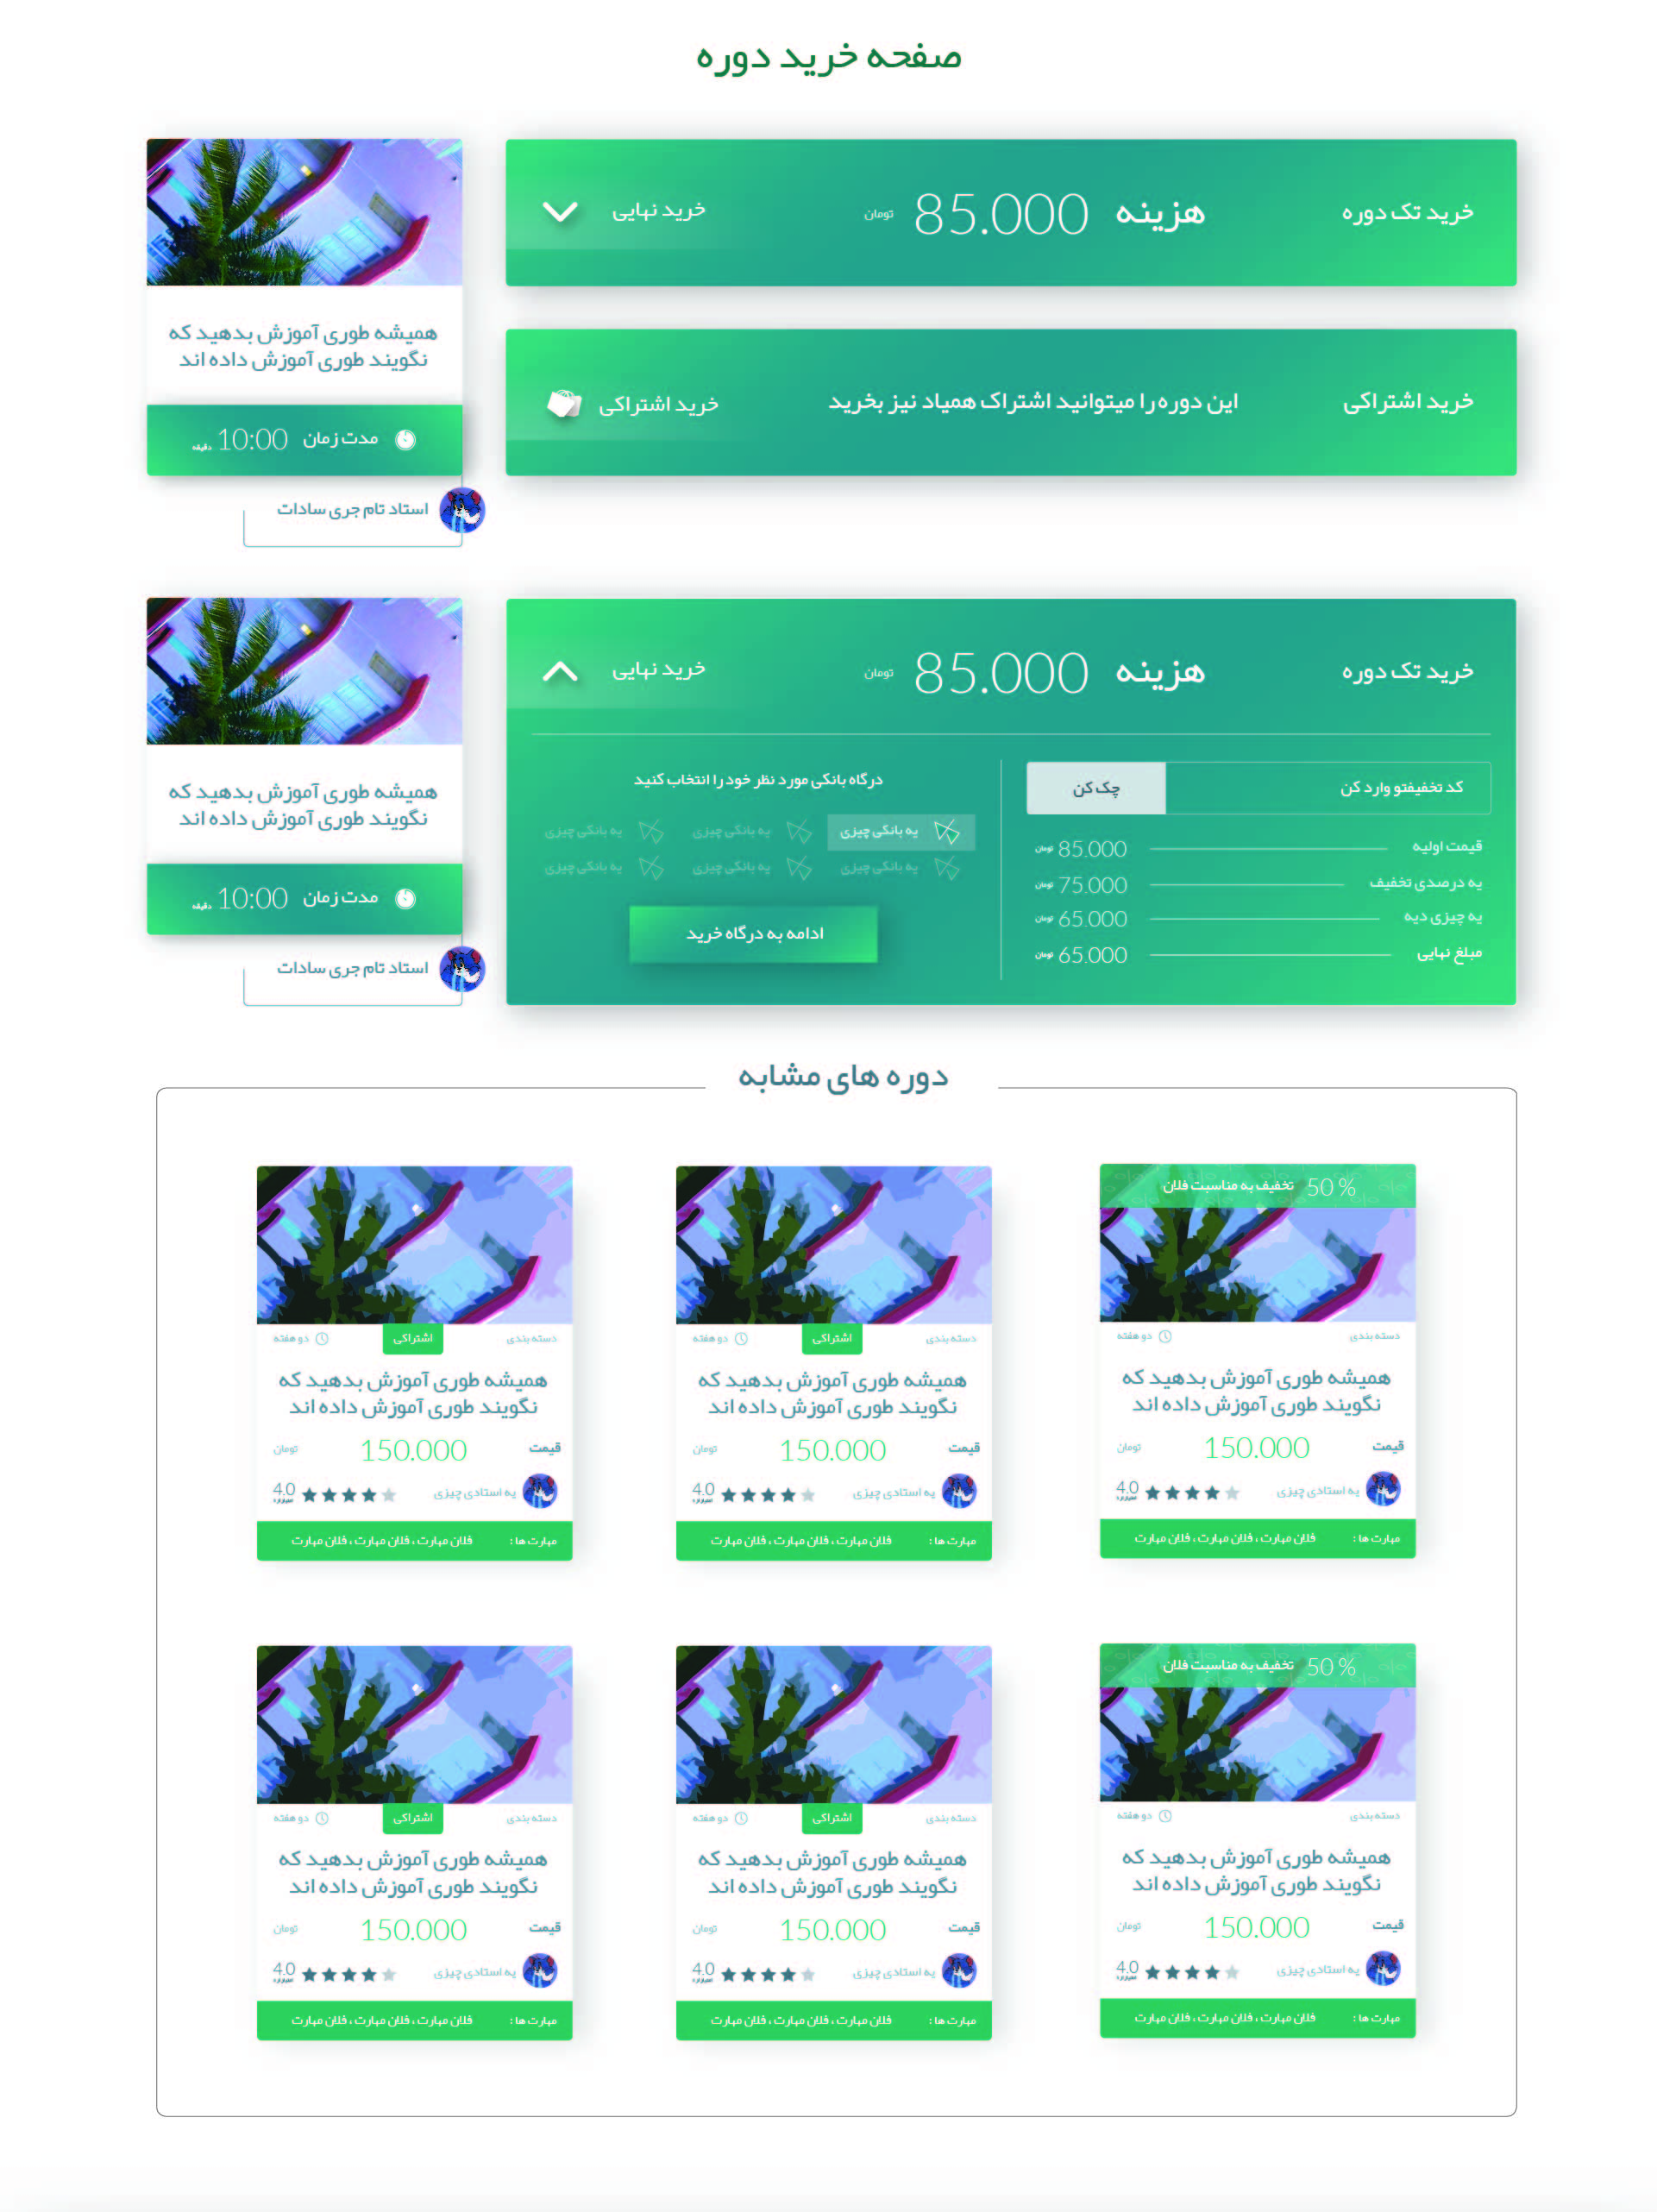 صفحه خرید دوره
خرید تک دوره هزینه 85.000 تومان خرید نهایی
خرید اشتراکی این دوره را میتوانید اشتراک همیاد نیز بخرید خرید اشتراکی
همیشه طوری آموزش بدهید که
نگویند طوری آموزش داده اند
مدت زمان 10:00 دقیقه
استاد تام جری سادات
خرید تک دوره هزینه 85.000 تومان خرید نهایی
کد تخفیفتو وارد کن چک کن
قیمت اولیه 85.000 تومان
یه درصدی تخفیف 75.000 تومان
یه چیزی دیه 65.000 تومان
مبلغ نهایی 65.000 تومان
درگاه بانکی مورد نظر خود را انتخاب کنید
یه بانکی چیزی یه بانکی چیزی یه بانکی چیزی
یه بانکی چیزی یه بانکی چیزی یه بانکی چیزی
ادامه به درگاه خرید
همیشه طوری آموزش بدهید که
نگویند طوری آموزش داده اند
مدت زمان 10:00 دقیقه
استاد تام جری سادات
دوره های مشابه
50 % تخفیف به مناسبت فلان
دسته بندی دو هفته
همیشه طوری آموزش بدهید که
نگویند طوری آموزش داده اند
قیمت 150.000 تومان
یه استادی چیزی 4.0
مهارت ها : فلان مهارت ، فلان مهارت ، فلان مهارت
دسته بندی اشتراکی دو هفته
همیشه طوری آموزش بدهید که
نگویند طوری آموزش داده اند
قیمت 150.000 تومان
یه استادی چیزی 4.0
مهارت ها : فلان مهارت ، فلان مهارت ، فلان مهارت
دسته بندی اشتراکی دو هفته
همیشه طوری آموزش بدهید که
نگویند طوری آموزش داده اند
قیمت 150.000 تومان
یه استادی چیزی 4.0
مهارت ها : فلان مهارت ، فلان مهارت ، فلان مهارت
50 % تخفیف به مناسبت فلان
دسته بندی دو هفته
همیشه طوری آموزش بدهید که
نگویند طوری آموزش داده اند
قیمت 150.000 تومان
یه استادی چیزی 4.0
مهارت ها : فلان مهارت ، فلان مهارت ، فلان مهارت
دسته بندی اشتراکی دو هفته
همیشه طوری آموزش بدهید که
نگویند طوری آموزش داده اند
قیمت 150.000 تومان
یه استادی چیزی 4.0
مهارت ها : فلان مهارت ، فلان مهارت ، فلان مهارت
دسته بندی اشتراکی دو هفته
همیشه طوری آموزش بدهید که
نگویند طوری آموزش داده اند
قیمت 150.000 تومان
یه استادی چیزی 4.0
مهارت ها : فلان مهارت ، فلان مهارت ، فلان مهارت